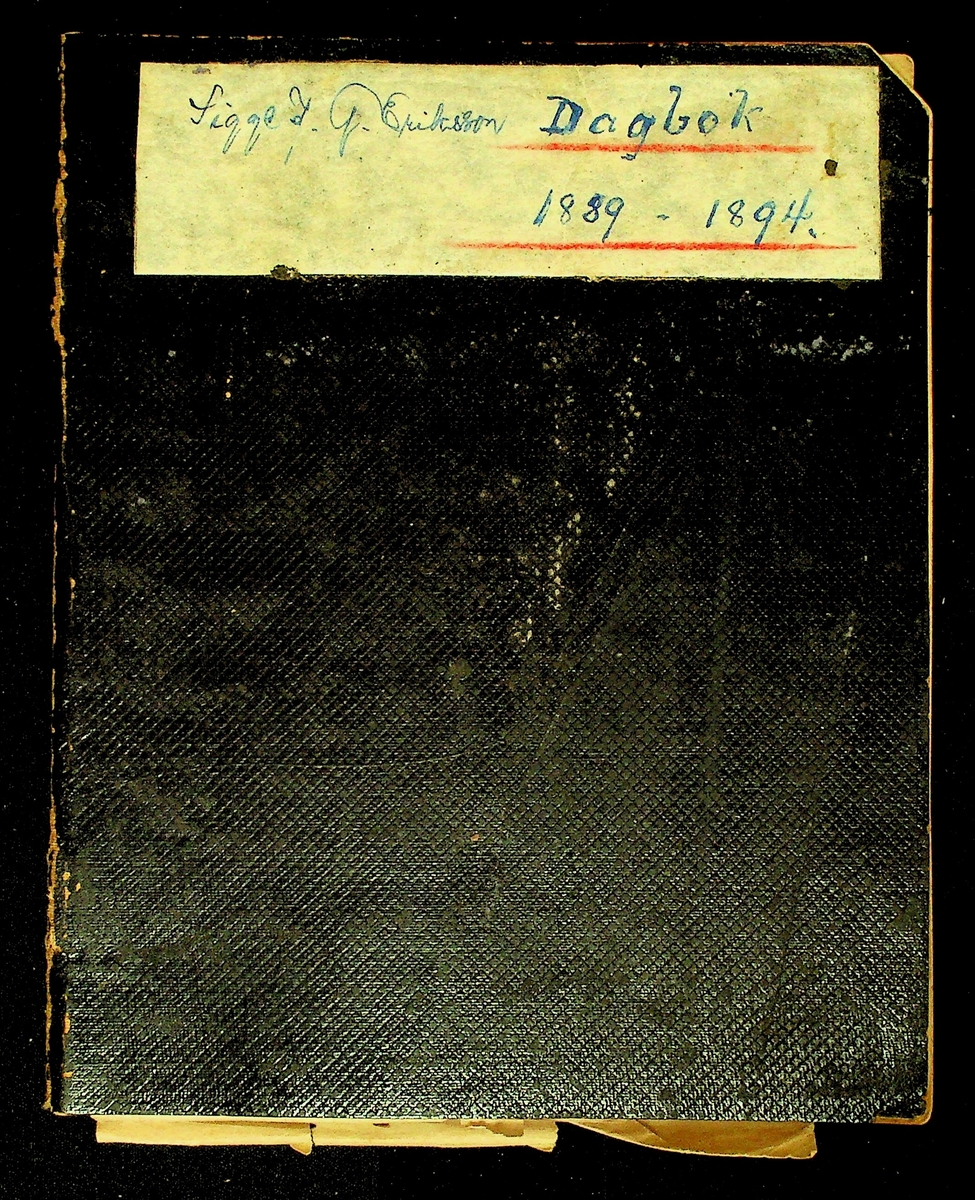 Sigge F. G. Eriksson Dagbok
1889 - 1894.